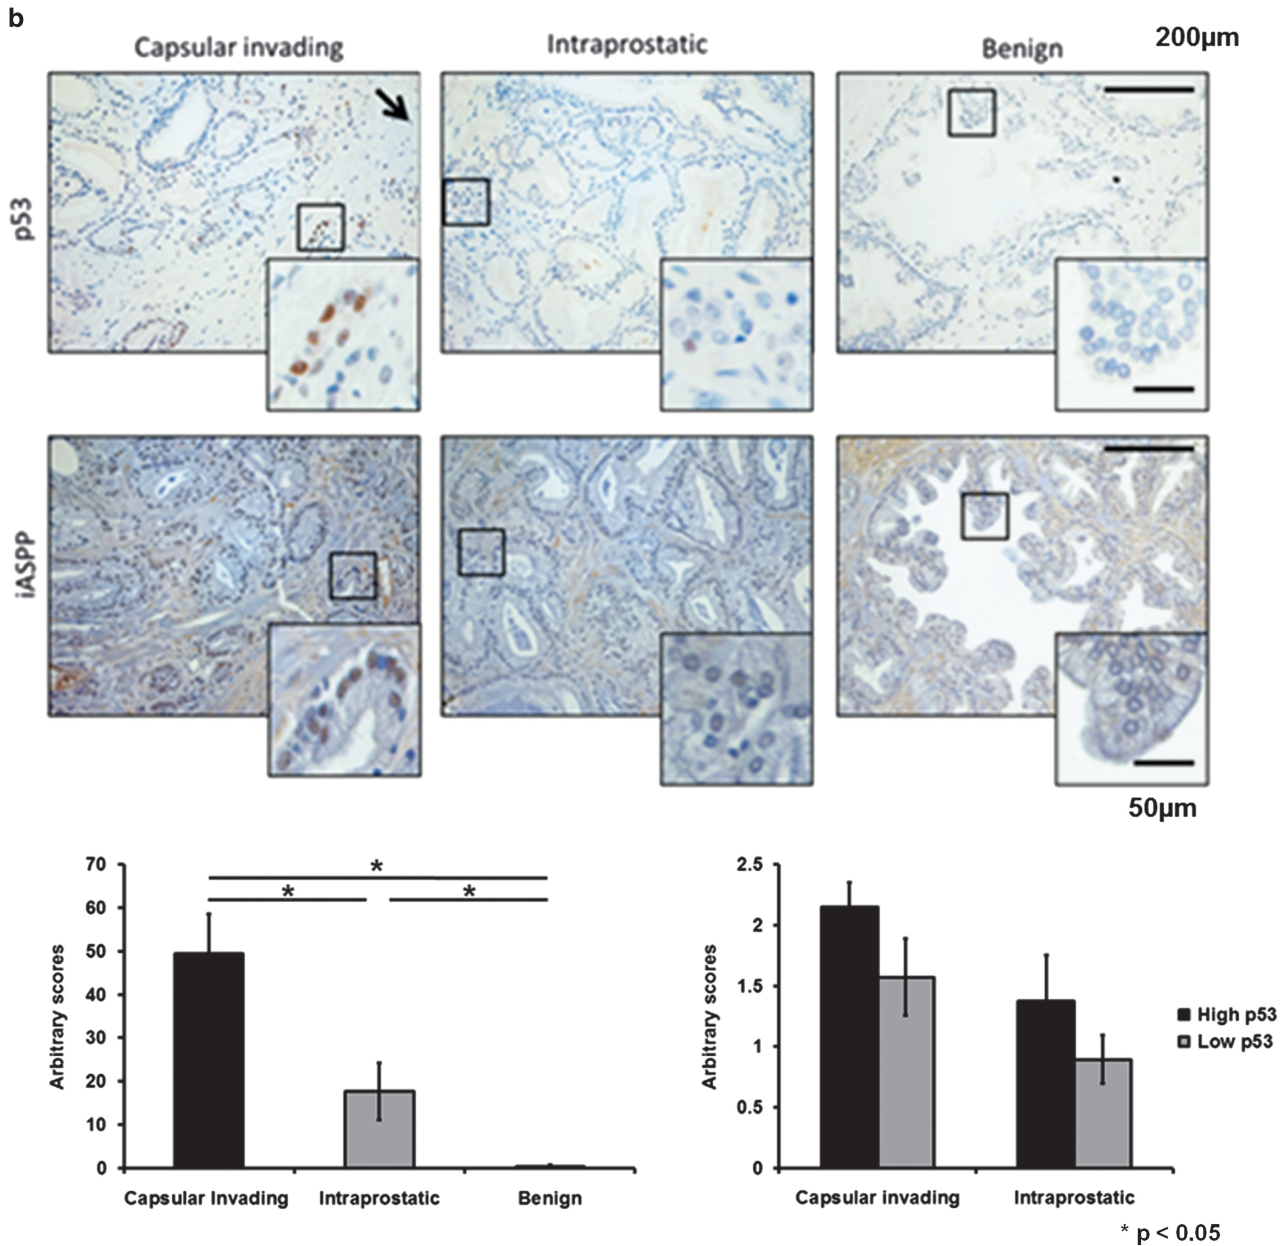 b
Capsular invading
Intraprostatic
Benign
200µm
p53
iASPP
50µm
70
60
50
40
30
20
10
0
Arbitrary scores
*
*
*
Capsular Invading
Intraprostatic
Benign
2.5
2
1.5
1
0.5
0
Arbitrary scores
Capsular invading
Intraprostatic
High p53
Low p53
* p < 0.05